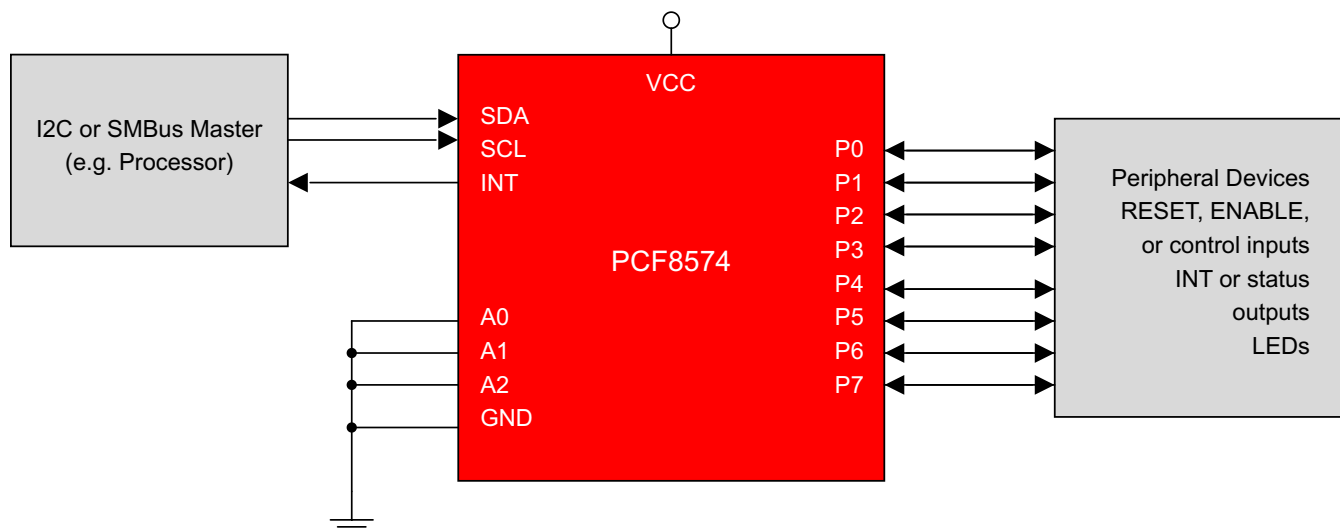 I2C or SMBus Master
(e.g. Processor)
VCC
SDA
SCL
INT
PCF8574
A0
A1
A2
GND
P0
P1
P2
P3
P4
P5
P6
P7
Peripheral Devices
RESET, ENABLE,
or control inputs
INT or status
outputs
LEDs